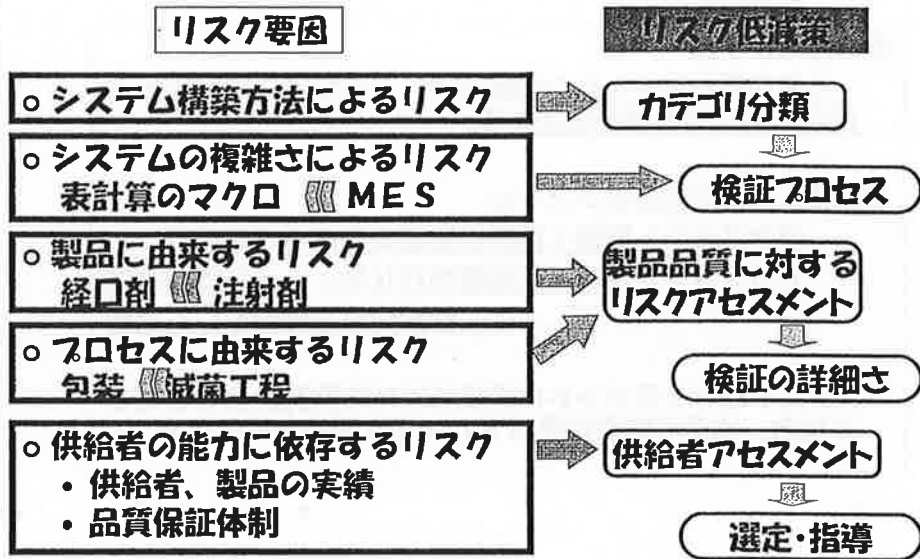 リスク要因
リスク低減策
○ システム構築方法によるリスク
カテゴリ分類
○ システムの複雑さによるリスク
表計算のマクロ MES
検証プロセス
○ 製品に由来するリスク
経口剤 注射剤
製品品質に対する
リスクアセスメント
○ プロセスに由来するリスク
包装 滅菌工程
検証の詳細さ
○ 供給者の能力に依存するリスク
・ 供給者、製品の実績
・ 品質保証体制
供給者アセスメント
選定・指導